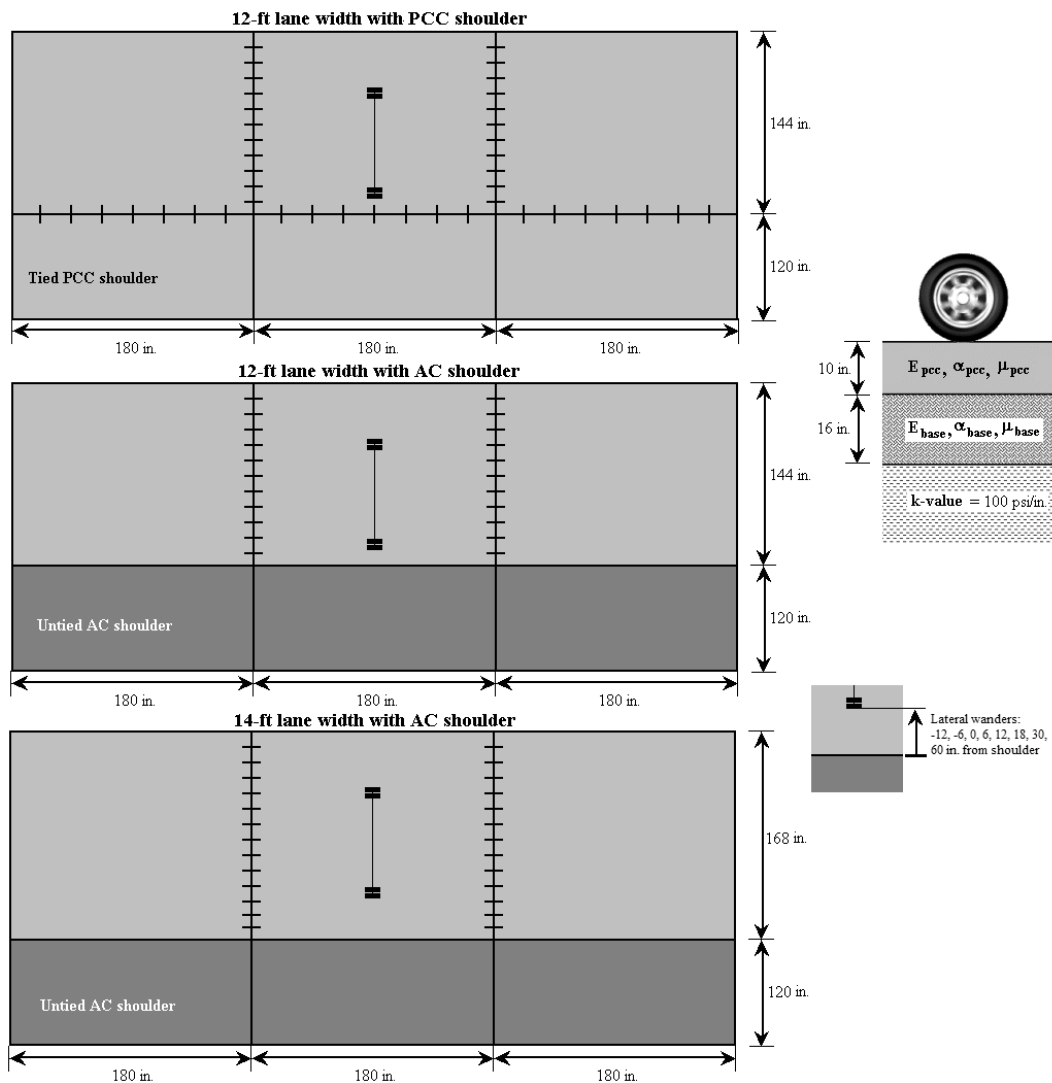 12-ft lane width with PCC shoulder
144 in.
Tied PCC shoulder
120 in.
180 in.
180 in.
180 in.
10 in.
E pcc, α pcc, μ pcc
16 in.
E base, α base, μ base
k-value = 100 psi/in.
12-ft lane width with AC shoulder
144 in.
Untied AC shoulder
120 in.
180 in.
180 in.
180 in.
Lateral wanders:
-12, -6, 0, 6, 12, 18, 30,
60 in. from shoulder
14-ft lane width with AC shoulder
168 in.
Untied AC shoulder
120 in.
180 in.
180 in.
180 in.